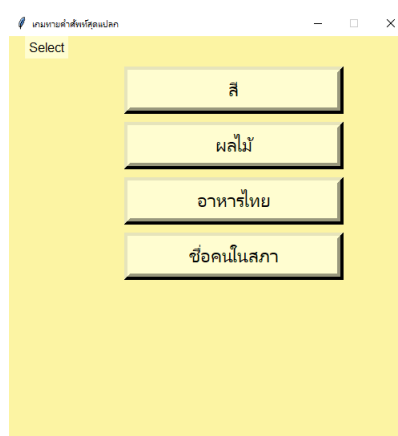 เกมทายคำศัพท์สุดแปลก
Select
สี
ผลไม้
อาหารไทย
ชื่อคนในสภา